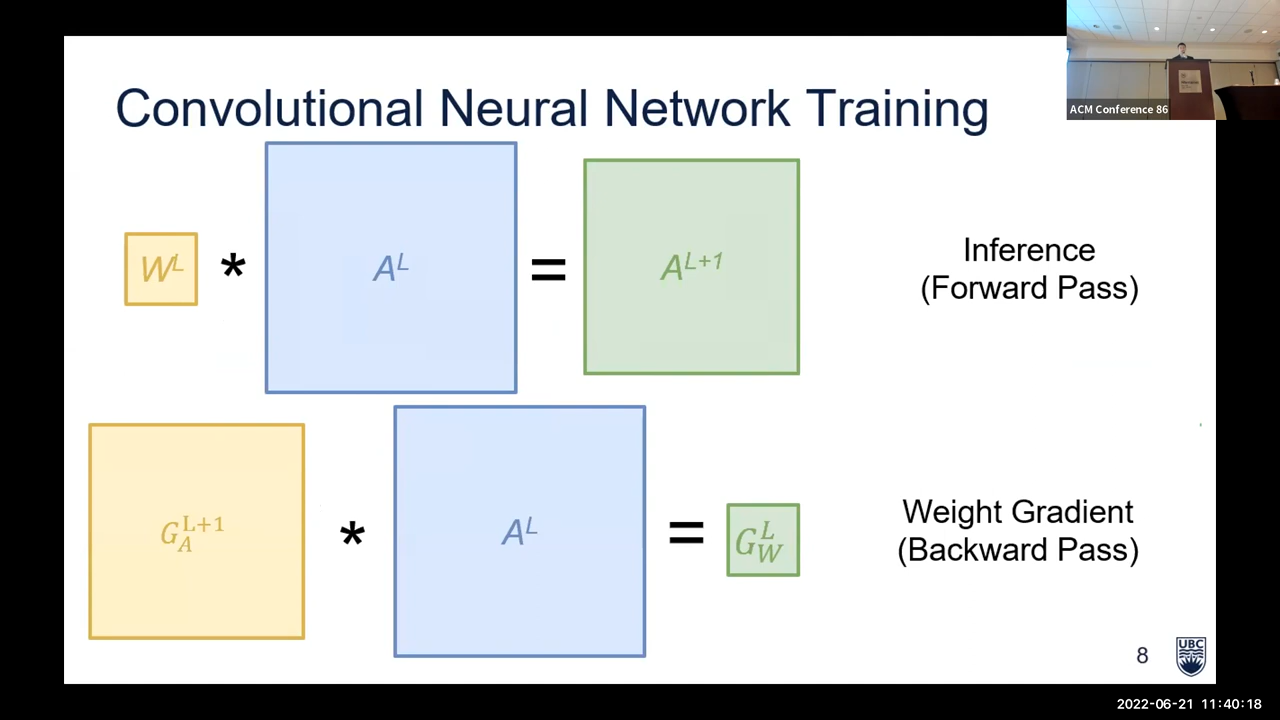 Convolutional Neural Network Training
ACM Conference 86
W^L * A^L = A^{L+1}
Inference
(Forward Pass)
G_A^{L+1} * A^L = G_W^L
Weight Gradient
(Backward Pass)
8
UBC
2022-06-21 11:40:18